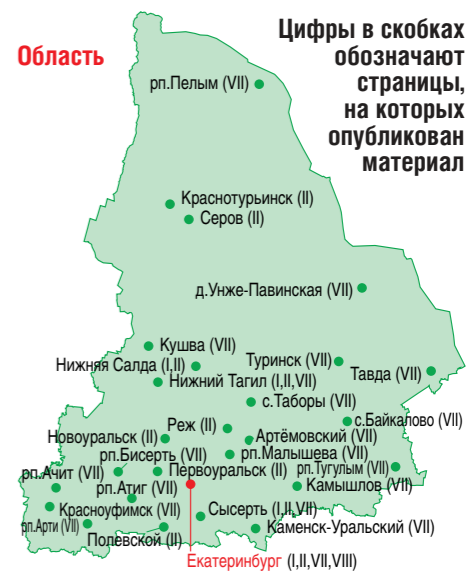 Область
Цифры в скобках
обозначают
страницы,
на которых
опубликован
материал
рп.Пелым (VII)
Краснотурьинск (II)
Серов (II)
д.Унже-Павинская (VII)
Кушва (VII)
Нижняя Салда (I,II)
Туринск (VII)
Тавда (VII)
Нижний Тагил (I,II,VII)
с.Таборы (VII)
с.Байкалово (VII)
Реж (II)
Новоуральск (II)
Артёмовский (VII)
рп.Бисерть (VII)
рп.Малышева (VII)
рп.Тугулым (VII)
рп.Ачит (VII)
Первоуральск (II)
рп.Атиг (VII)
Камышлов (VII)
Красноуфимск (VII)
Сысерть (I,II,VII)
рп.Арти (VII)
Каменск-Уральский (VII)
Полевской (II)
Екатеринбург (I,II,VII,VIII)